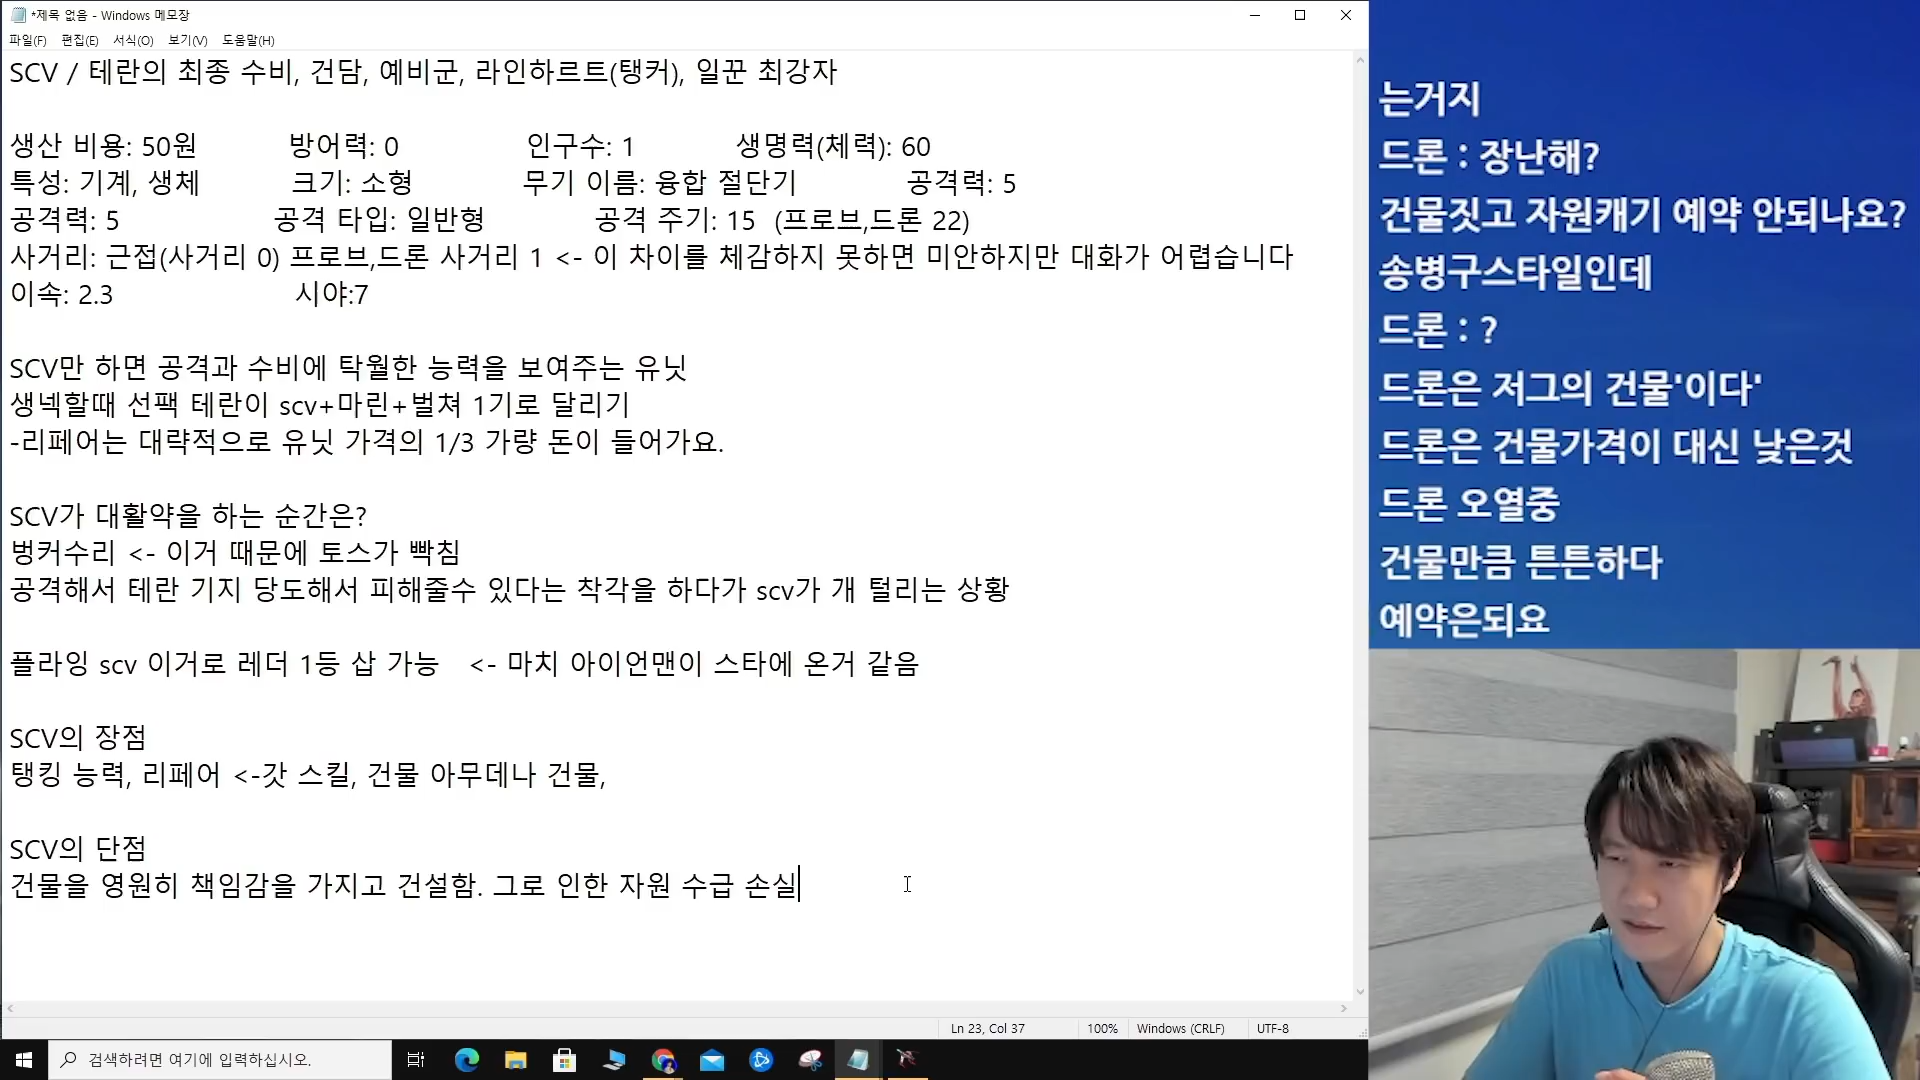 *제목 없음 - Windows 메모장
파일(F) 편집(E) 서식(O) 보기(V) 도움말(H)
SCV / 테란의 최종 수비, 건담, 예비군, 라인하르트(탱커), 일꾼 최강자
생산 비용: 50원 방어력: 0 인구수: 1 생명력(체력): 60
특성: 기계, 생체 크기: 소형 무기 이름: 융합 절단기 공격력: 5
공격력: 5 공격 타입: 일반형 공격 주기: 15 (프로브,드론 22)
사거리: 근접(사거리 0) 프로브,드론 사거리 1 <- 이 차이를 체감하지 못하면 미안하지만 대화가 어렵습니다
이속: 2.3 시야:7
SCV만 하면 공격과 수비에 탁월한 능력을 보여주는 유닛
생넥할때 선팩 테란이 scv+마린+벌쳐 1기로 달리기
-리페어는 대략적으로 유닛 가격의 1/3 가량 돈이 들어가요.
SCV가 대활약을 하는 순간은?
벙커수리 <- 이거 때문에 토스가 빡침
공격해서 테란 기지 당도해서 피해줄수 있다는 착각을 하다가 scv가 개 털리는 상황
플라잉 scv 이거로 레더 1등 삽 가능 <- 마치 아이언맨이 스타에 온거 같음
SCV의 장점
탱킹 능력, 리페어 <-갓 스킬, 건물 아무데나 건물,
SCV의 단점
건물을 영원히 책임감을 가지고 건설함. 그로 인한 자원 수급 손실
Ln 23, Col 37 100% Windows (CRLF) UTF-8
검색하려면 여기에 입력하십시오.
는거지
드론 : 장난해?
건물짓고 자원캐기 예약 안되나요?
송병구스타일인데
드론 : ?
드론은 저그의 건물'이다'
드론은 건물가격이 대신 낮은것
드론 오열중
건물만큼 튼튼하다
예약은되요